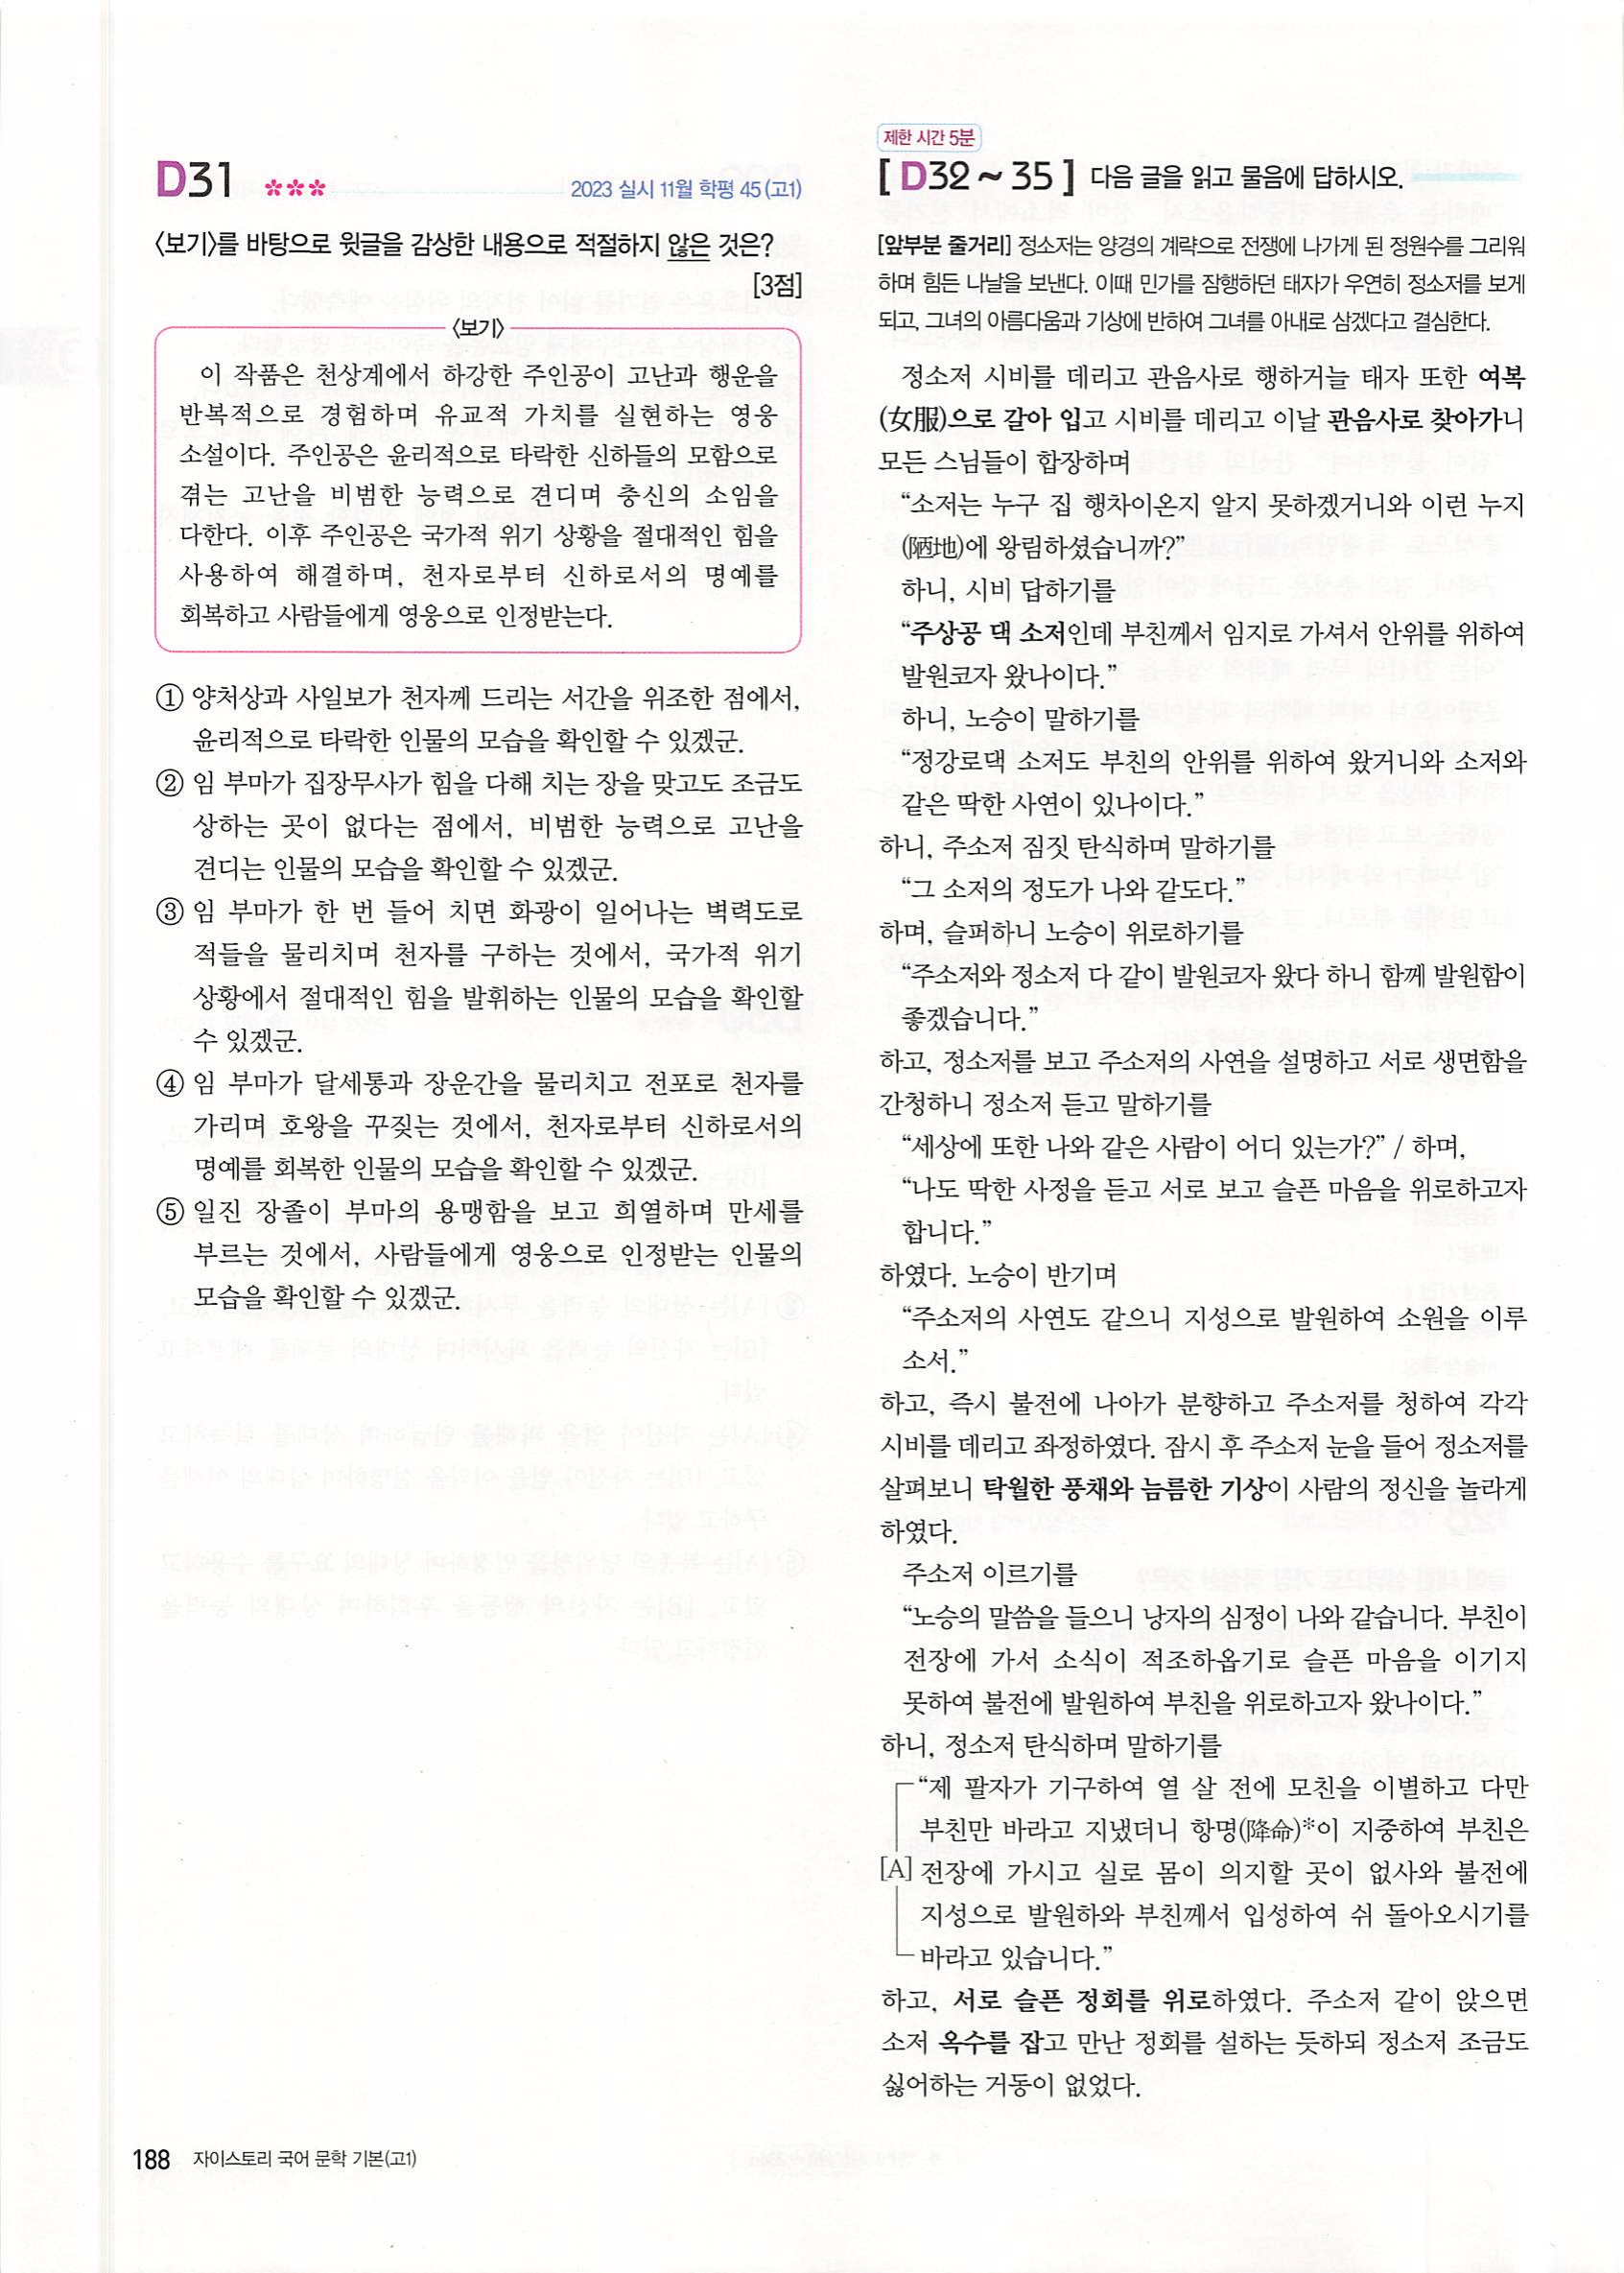 D31 ✽✽✽ 2023 실시 11월 학평 45 (고1)
〈보기〉를 바탕으로 윗글을 감상한 내용으로 적절하지 않은 것은?
[3점]
〈보기〉
이 작품은 천상계에서 하강한 주인공이 고난과 행운을
반복적으로 경험하며 유교적 가치를 실현하는 영웅
소설이다. 주인공은 윤리적으로 타락한 신하들의 모함으로
겪는 고난을 비범한 능력으로 견디며 충신의 소임을
다한다. 이후 주인공은 국가적 위기 상황을 절대적인 힘을
사용하여 해결하며, 천자로부터 신하로서의 명예를
회복하고 사람들에게 영웅으로 인정받는다.
① 양처상과 사일보가 천자께 드리는 서간을 위조한 점에서,
윤리적으로 타락한 인물의 모습을 확인할 수 있겠군.
② 임 부마가 집장무사가 힘을 다해 치는 장을 맞고도 조금도
상하는 곳이 없다는 점에서, 비범한 능력으로 고난을
견디는 인물의 모습을 확인할 수 있겠군.
③ 임 부마가 한 번 들어 치면 화광이 일어나는 벽력도로
적들을 물리치며 천자를 구하는 것에서, 국가적 위기
상황에서 절대적인 힘을 발휘하는 인물의 모습을 확인할
수 있겠군.
④ 임 부마가 달세통과 장운간을 물리치고 전포로 천자를
가리며 호왕을 꾸짖는 것에서, 천자로부터 신하로서의
명예를 회복한 인물의 모습을 확인할 수 있겠군.
⑤ 일진 장졸이 부마의 용맹함을 보고 희열하며 만세를
부르는 것에서, 사람들에게 영웅으로 인정받는 인물의
모습을 확인할 수 있겠군.
제한 시간 5분
[ D32 ~ 35 ] 다음 글을 읽고 물음에 답하시오.
[앞부분 줄거리] 정소저는 양경의 계략으로 전쟁에 나가게 된 정원수를 그리워
하며 힘든 나날을 보낸다. 이때 민가를 잠행하던 태자가 우연히 정소저를 보게
되고, 그녀의 아름다움과 기상에 반하여 그녀를 아내로 삼겠다고 결심한다.
정소저 시비를 데리고 관음사로 행하거늘 태자 또한 여복
(女服)으로 갈아 입고 시비를 데리고 이날 관음사로 찾아가니
모든 스님들이 합장하며
“소저는 누구 집 행차이온지 알지 못하겠거니와 이런 누지
(陋地)에 왕림하셨습니까?”
하니, 시비 답하기를
“주상공 댁 소저인데 부친께서 임지로 가셔서 안위를 위하여
발원코자 왔나이다.”
하니, 노승이 말하기를
“정강로댁 소저도 부친의 안위를 위하여 왔거니와 소저와
같은 딱한 사연이 있나이다.”
하니, 주소저 짐짓 탄식하며 말하기를
“그 소저의 정도가 나와 같도다.”
하며, 슬퍼하니 노승이 위로하기를
“주소저와 정소저 다 같이 발원코자 왔다 하니 함께 발원함이
좋겠습니다.”
하고, 정소저를 보고 주소저의 사연을 설명하고 서로 생면함을
간청하니 정소저 듣고 말하기를
“세상에 또한 나와 같은 사람이 어디 있는가?” / 하며,
“나도 딱한 사정을 듣고 서로 보고 슬픈 마음을 위로하고자
합니다.”
하였다. 노승이 반기며
“주소저의 사연도 같으니 지성으로 발원하여 소원을 이루
소서.”
하고, 즉시 불전에 나아가 분향하고 주소저를 청하여 각각
시비를 데리고 좌정하였다. 잠시 후 주소저 눈을 들어 정소저를
살펴보니 탁월한 풍채와 늠름한 기상이 사람의 정신을 놀라게
하였다.
주소저 이르기를
“노승의 말씀을 들으니 낭자의 심정이 나와 같습니다. 부친이
전장에 가서 소식이 적조하옵기로 슬픈 마음을 이기지
못하여 불전에 발원하여 부친을 위로하고자 왔나이다.”
하니, 정소저 탄식하며 말하기를
“제 팔자가 기구하여 열 살 전에 모친을 이별하고 다만
부친만 바라고 지냈더니 항명(降命)*이 지중하여 부친은
[A] 전장에 가시고 실로 몸이 의지할 곳이 없사와 불전에
지성으로 발원하와 부친께서 입성하여 쉬 돌아오시기를
바라고 있습니다.”
하고, 서로 슬픈 정회를 위로하였다. 주소저 같이 앉으면
소저 옥수를 잡고 만난 정회를 설하는 듯하되 정소저 조금도
싫어하는 거동이 없었다.
188 자이스토리 국어 문학 기본(고1)